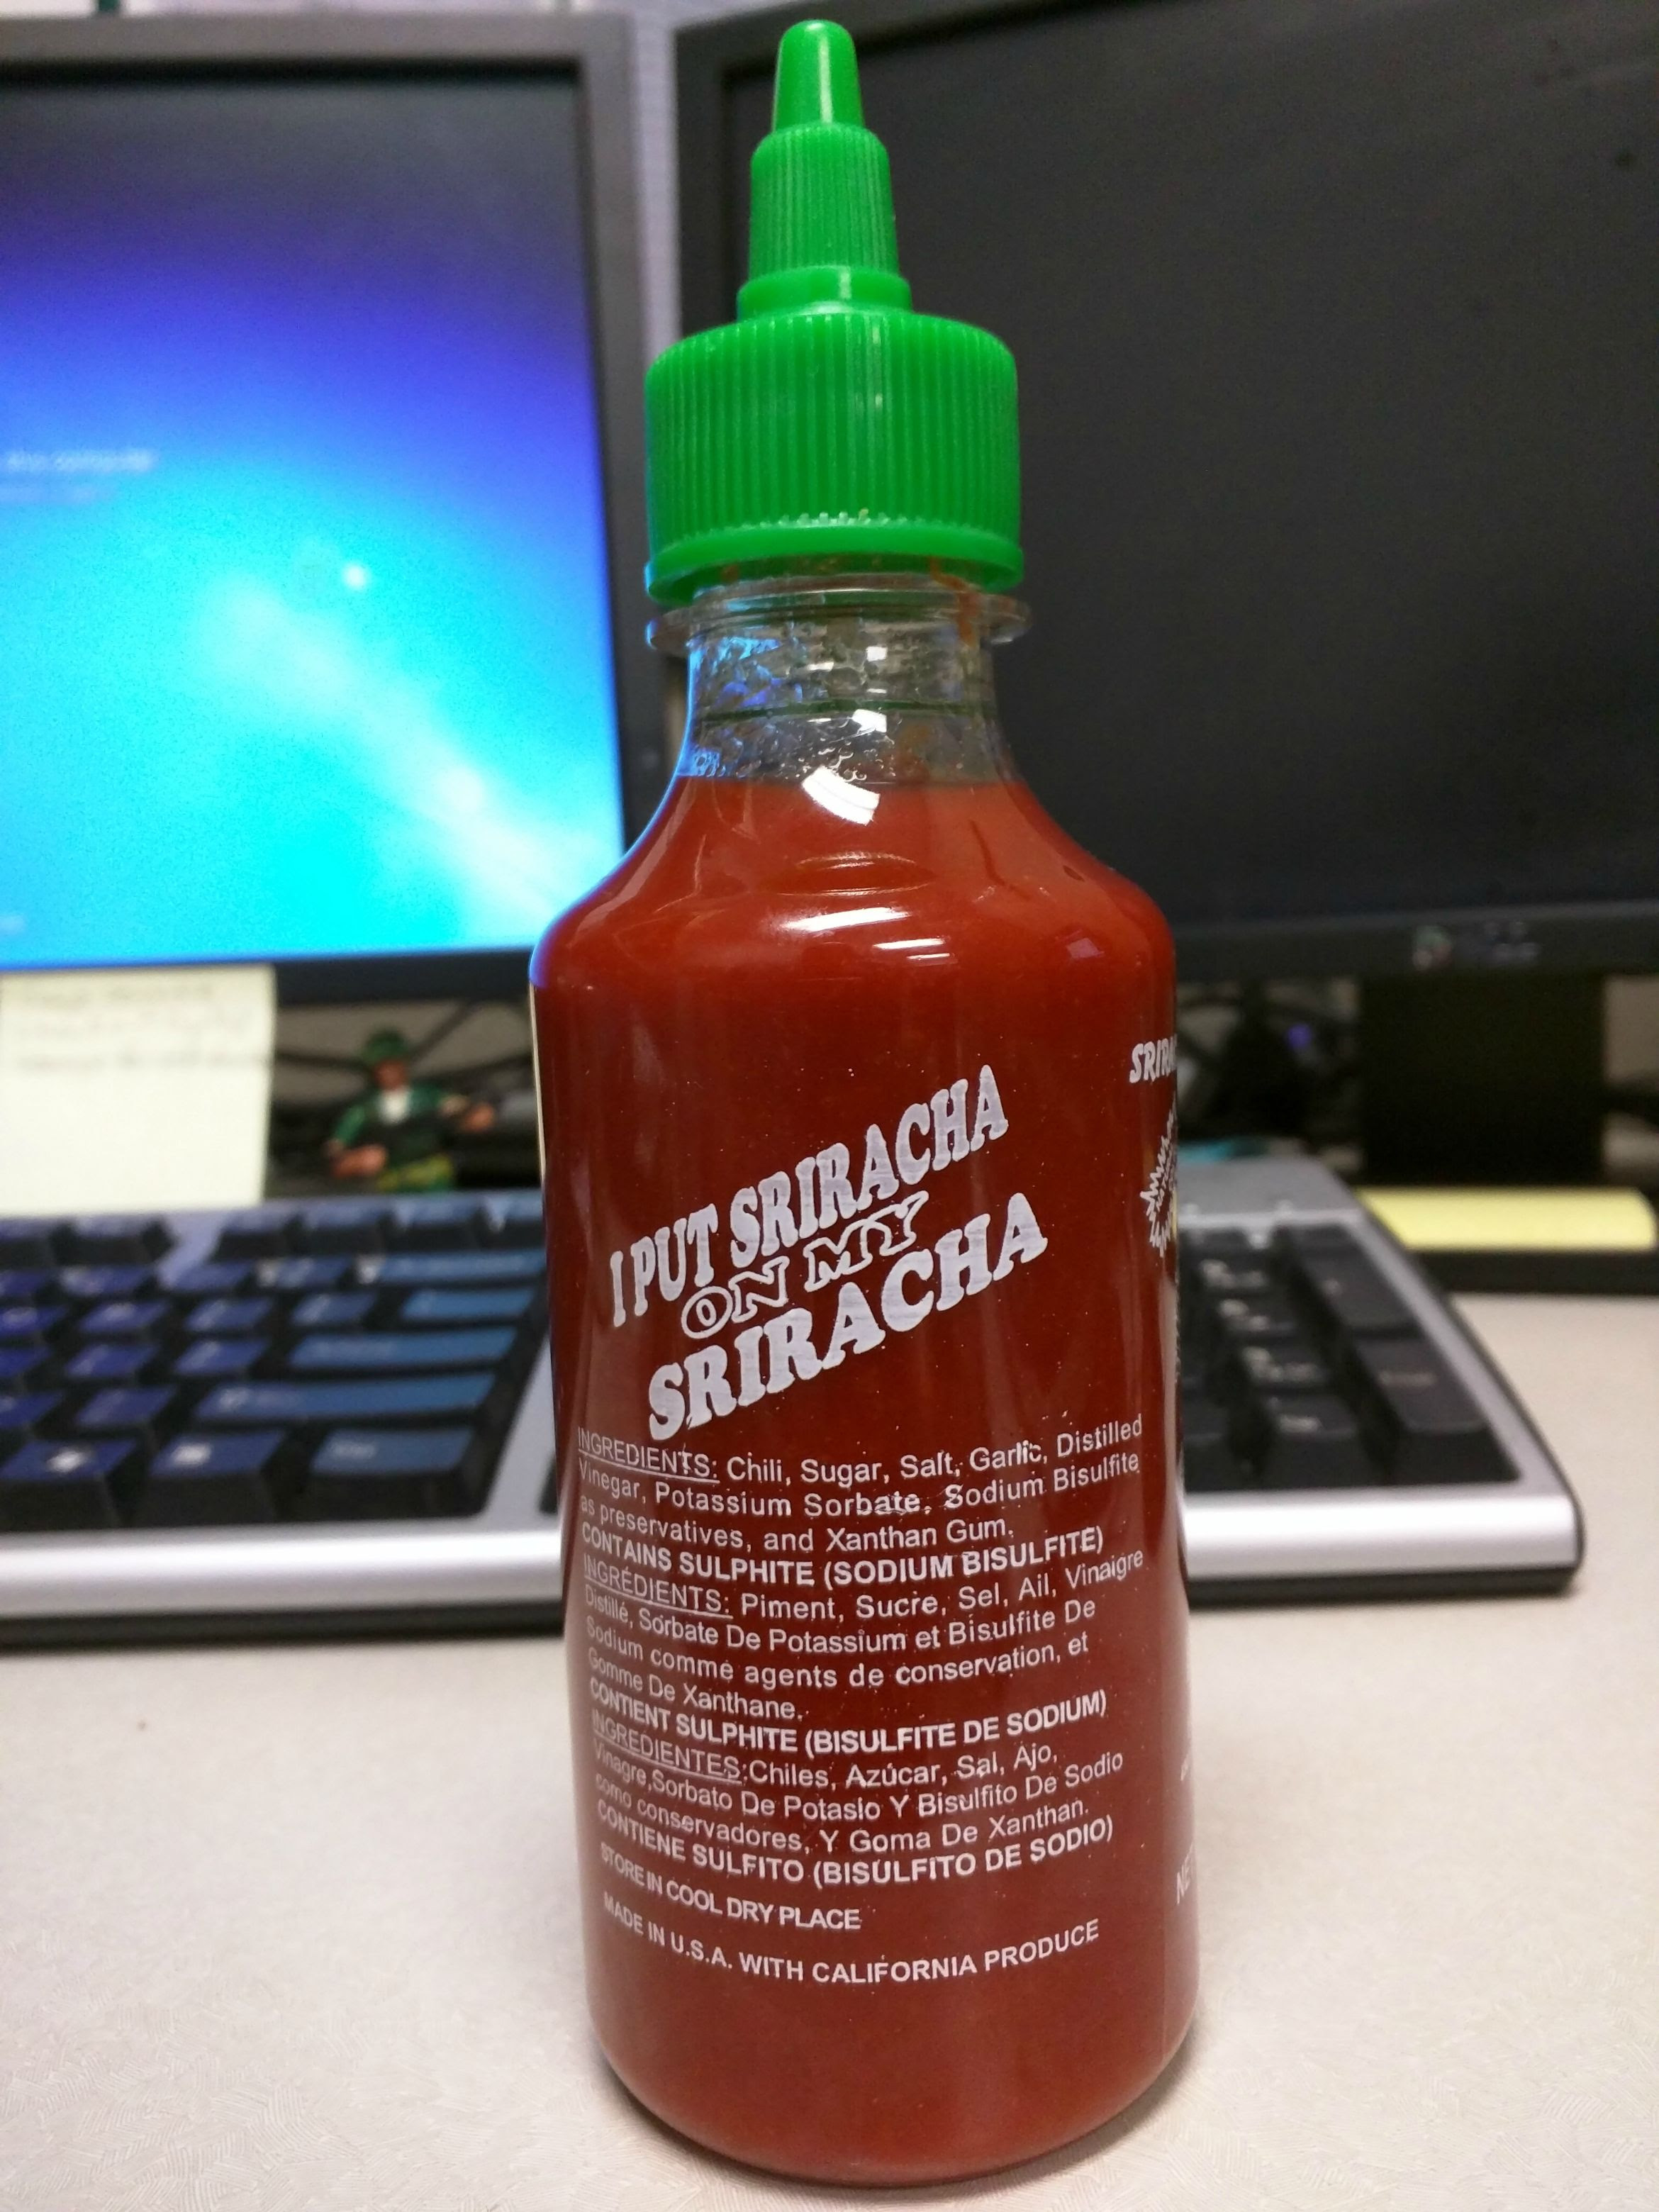 I PUT SRIRACHA
ON MY
SRIRACHA
INGREDIENTS: Chili, Sugar, Salt, Garlic, Distilled
Vinegar, Potassium Sorbate, Sodium Bisulfite
as preservatives, and Xanthan Gum.
CONTAINS SULPHITE (SODIUM BISULFITE)
INGRÉDIENTS: Piment, Sucre, Sel, Ail, Vinaigre
Distillé, Sorbate De Potassium et Bisulfite De
Sodium comme agents de conservation, et
Gomme De Xanthane.
CONTIENT SULPHITE (BISULFITE DE SODIUM)
INGREDIENTES:Chiles, Azúcar, Sal, Ajo,
Vinagre,Sorbato De Potasio Y Bisulfito De Sodio
como conservadores, Y Goma De Xanthan.
CONTIENE SULFITO (BISULFITO DE SODIO)
STORE IN COOL DRY PLACE
MADE IN U.S.A. WITH CALIFORNIA PRODUCE